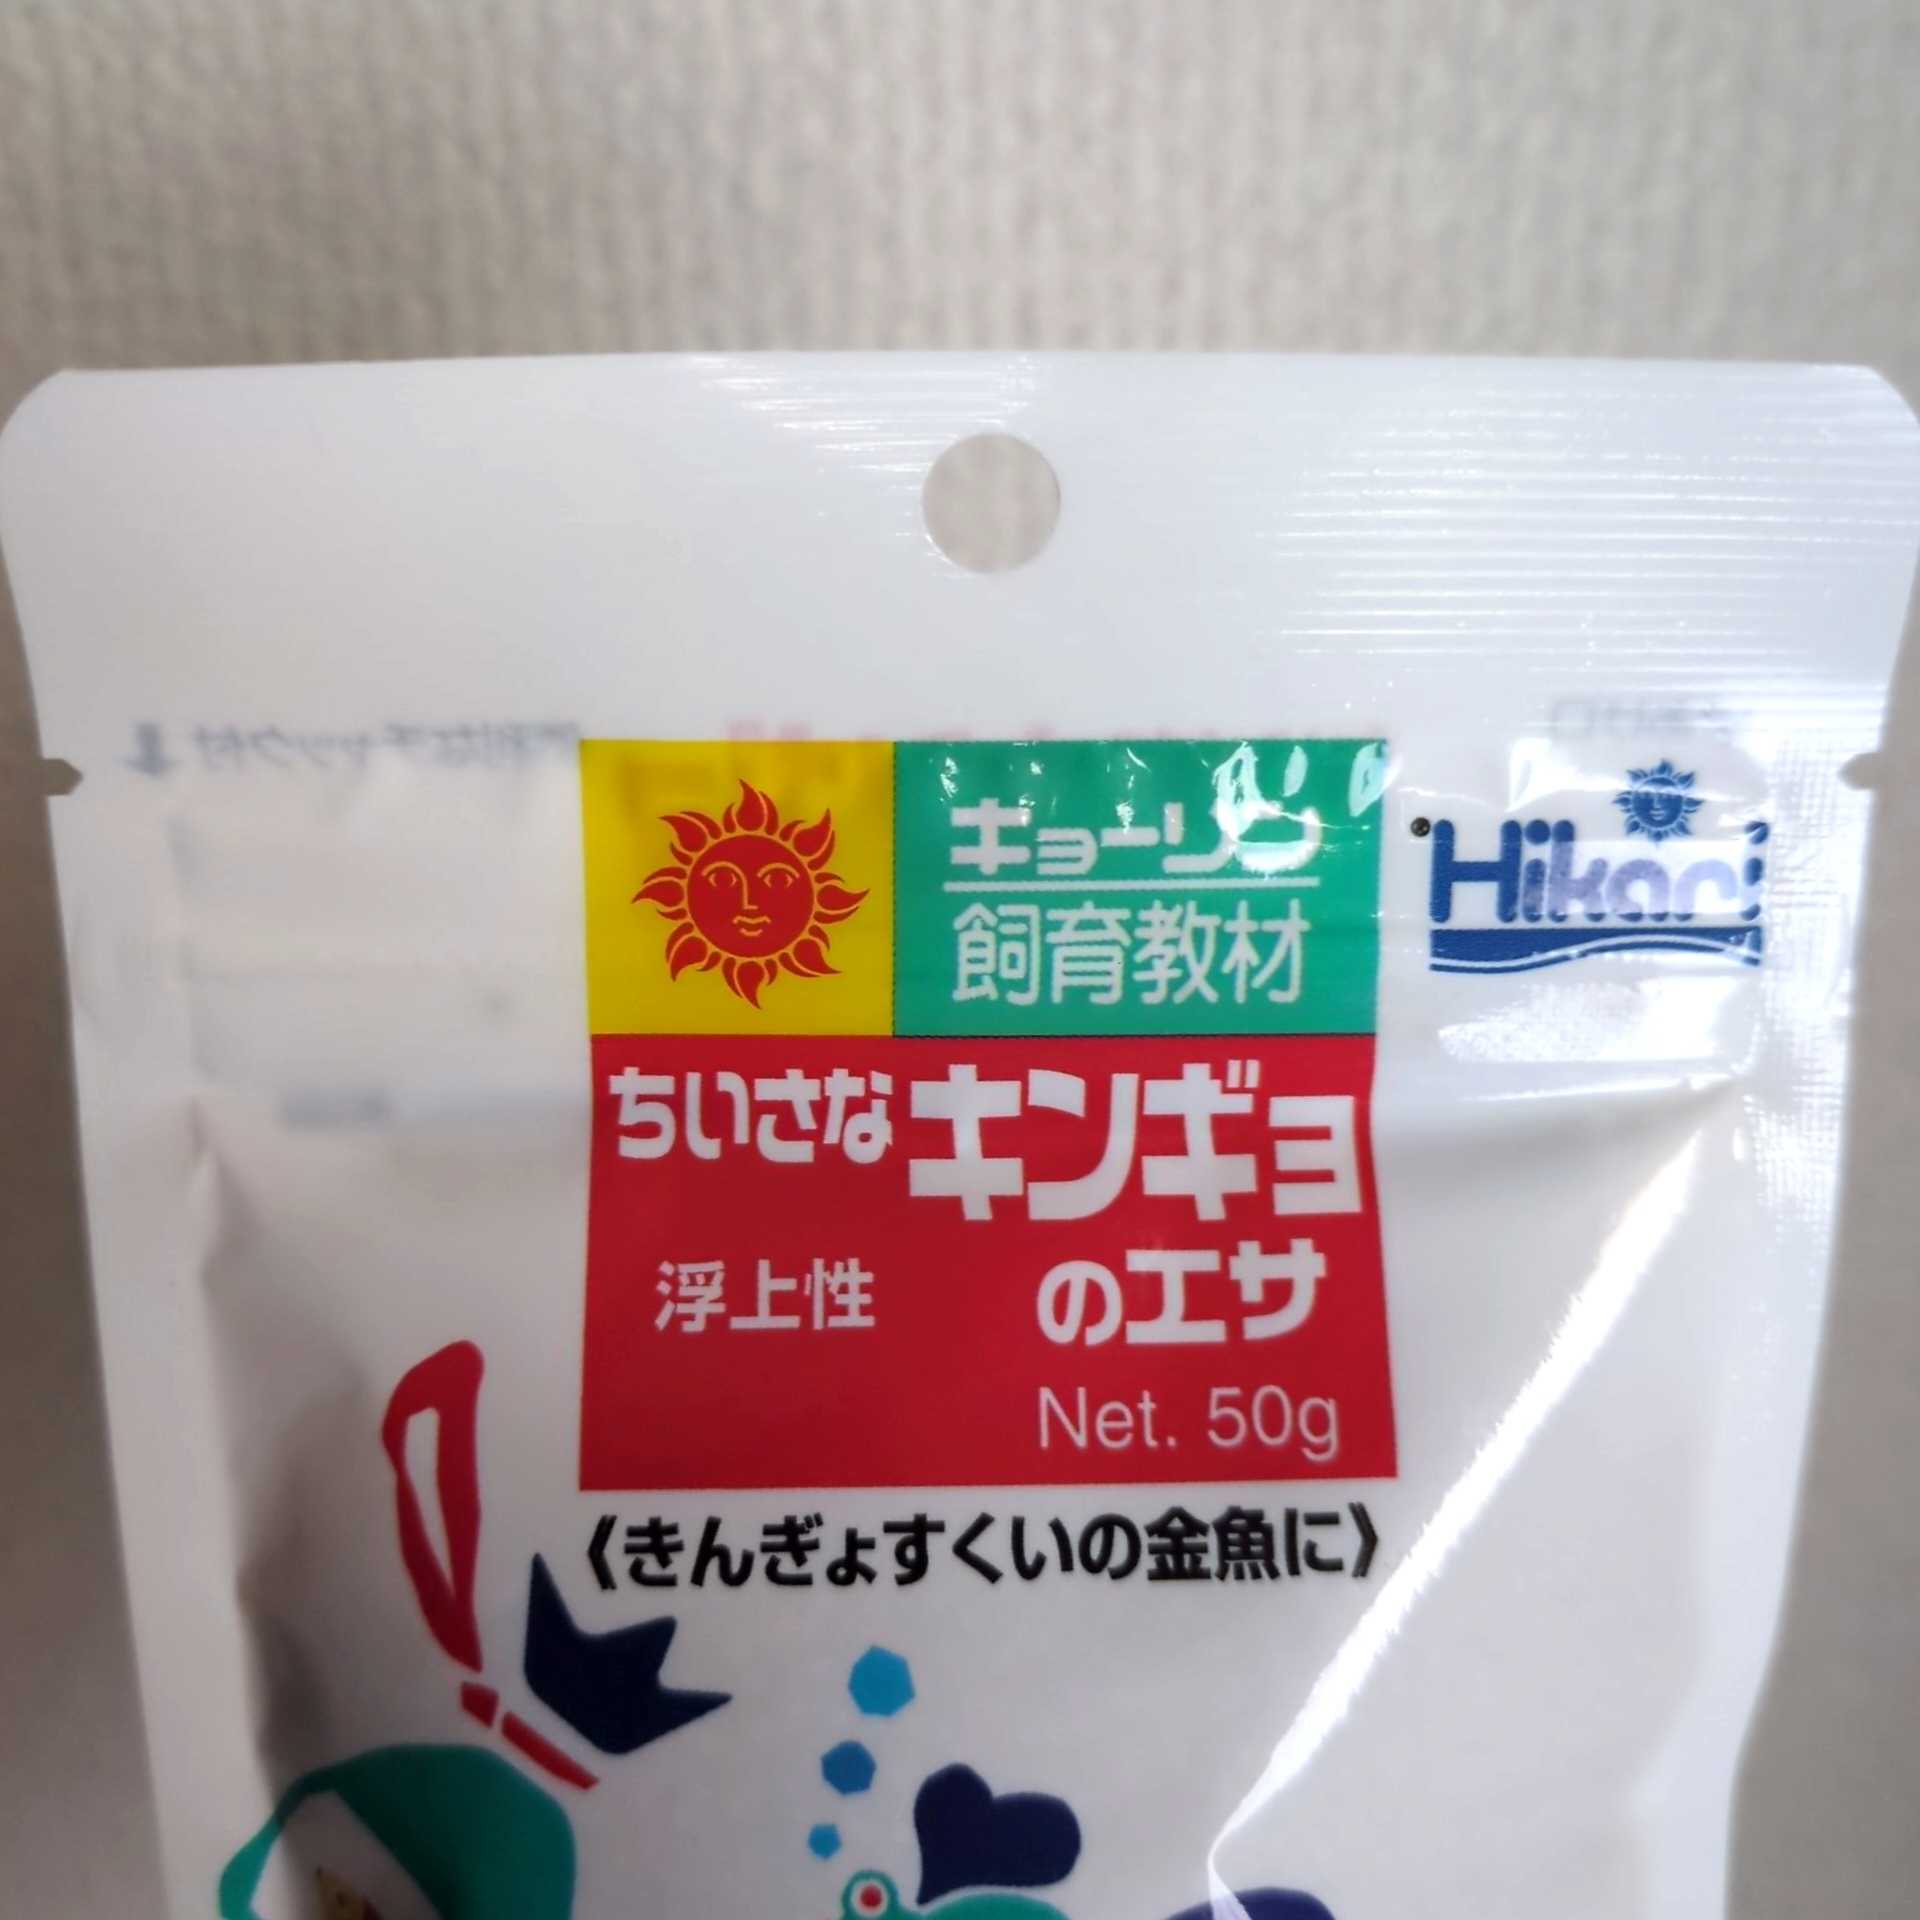 キョーリン
飼育教材
Hikari
ちいさなキンギョ
のエサ
浮上性
Net. 50g
《きんぎょすくいの金魚に》